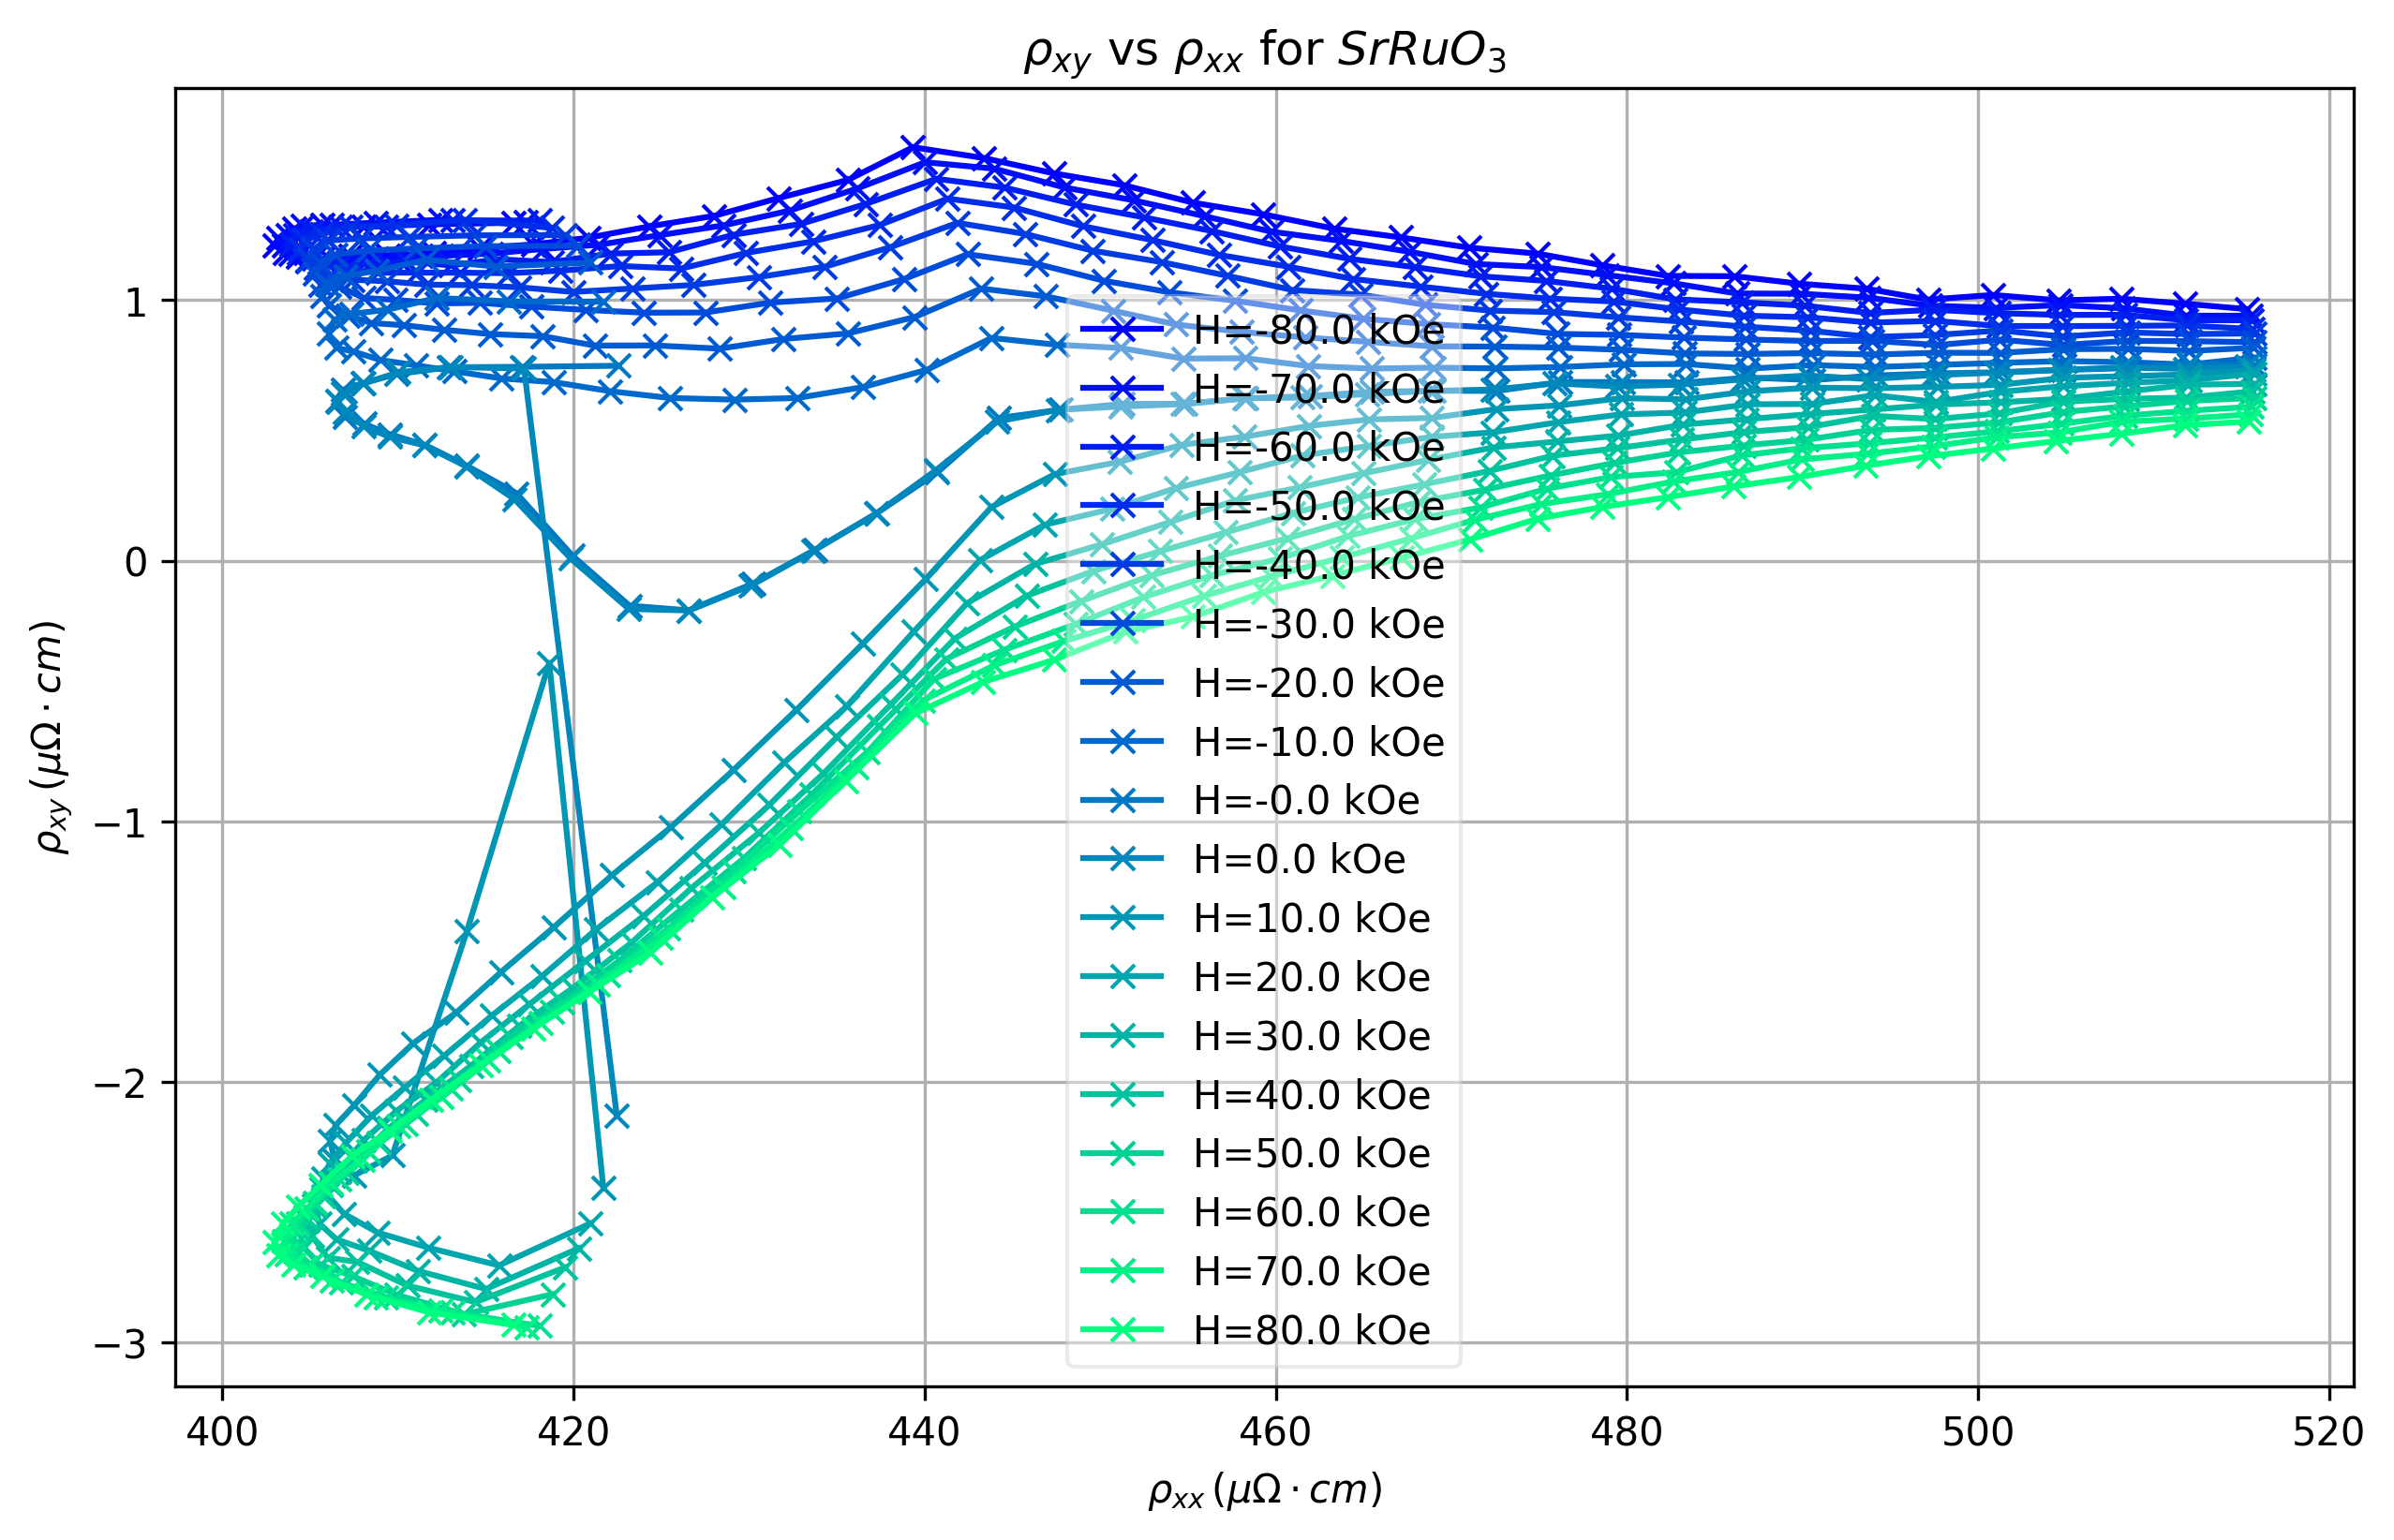 ρxy vs ρxx for SrRuO3
ρxy (μΩ · cm)
1
0
−1
−2
−3
H=-80.0 kOe
H=-70.0 kOe
H=-60.0 kOe
H=-50.0 kOe
H=-40.0 kOe
H=-30.0 kOe
H=-20.0 kOe
H=-10.0 kOe
H=-0.0 kOe
H=0.0 kOe
H=10.0 kOe
H=20.0 kOe
H=30.0 kOe
H=40.0 kOe
H=50.0 kOe
H=60.0 kOe
H=70.0 kOe
H=80.0 kOe
400 420 440 460 480 500 520
ρxx (μΩ · cm)